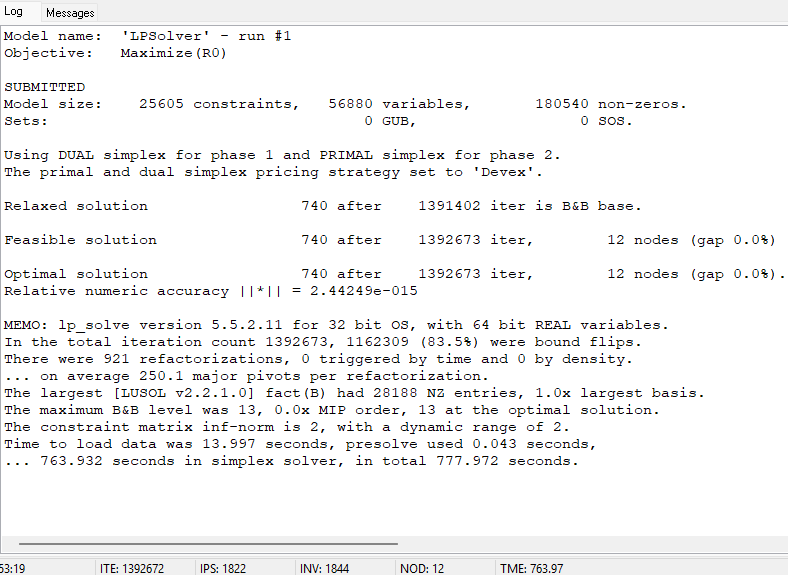 Log Messages
Model name: 'LPSolver' - run #1
Objective: Maximize(R0)
SUBMITTED
Model size: 25605 constraints, 56880 variables, 180540 non-zeros.
Sets: 0 GUB, 0 SOS.
Using DUAL simplex for phase 1 and PRIMAL simplex for phase 2.
The primal and dual simplex pricing strategy set to 'Devex'.
Relaxed solution 740 after 1391402 iter is B&B base.
Feasible solution 740 after 1392673 iter, 12 nodes (gap 0.0%)
Optimal solution 740 after 1392673 iter, 12 nodes (gap 0.0%).
Relative numeric accuracy ||*|| = 2.44249e-015
MEMO: lp_solve version 5.5.2.11 for 32 bit OS, with 64 bit REAL variables.
In the total iteration count 1392673, 1162309 (83.5%) were bound flips.
There were 921 refactorizations, 0 triggered by time and 0 by density.
... on average 250.1 major pivots per refactorization.
The largest [LUSOL v2.2.1.0] fact(B) had 28188 NZ entries, 1.0x largest basis.
The maximum B&B level was 13, 0.0x MIP order, 13 at the optimal solution.
The constraint matrix inf-norm is 2, with a dynamic range of 2.
Time to load data was 13.997 seconds, presolve used 0.043 seconds,
... 763.932 seconds in simplex solver, in total 777.972 seconds.
53:19 ITE: 1392672 IPS: 1822 INV: 1844 NOD: 12 TME: 763.97